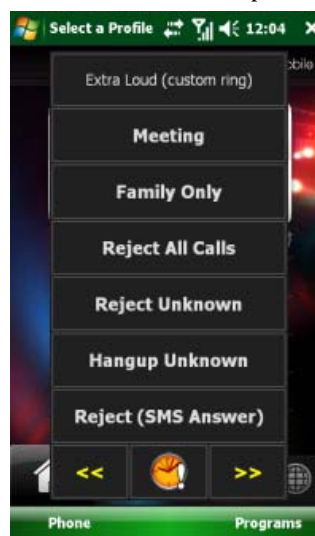 Select a Profile 12:04 X
obile
Extra Loud (custom ring)
Meeting
Family Only
Reject All Calls
Reject Unknown
Hangup Unknown
Reject (SMS Answer)
<< >>
Phone Programs